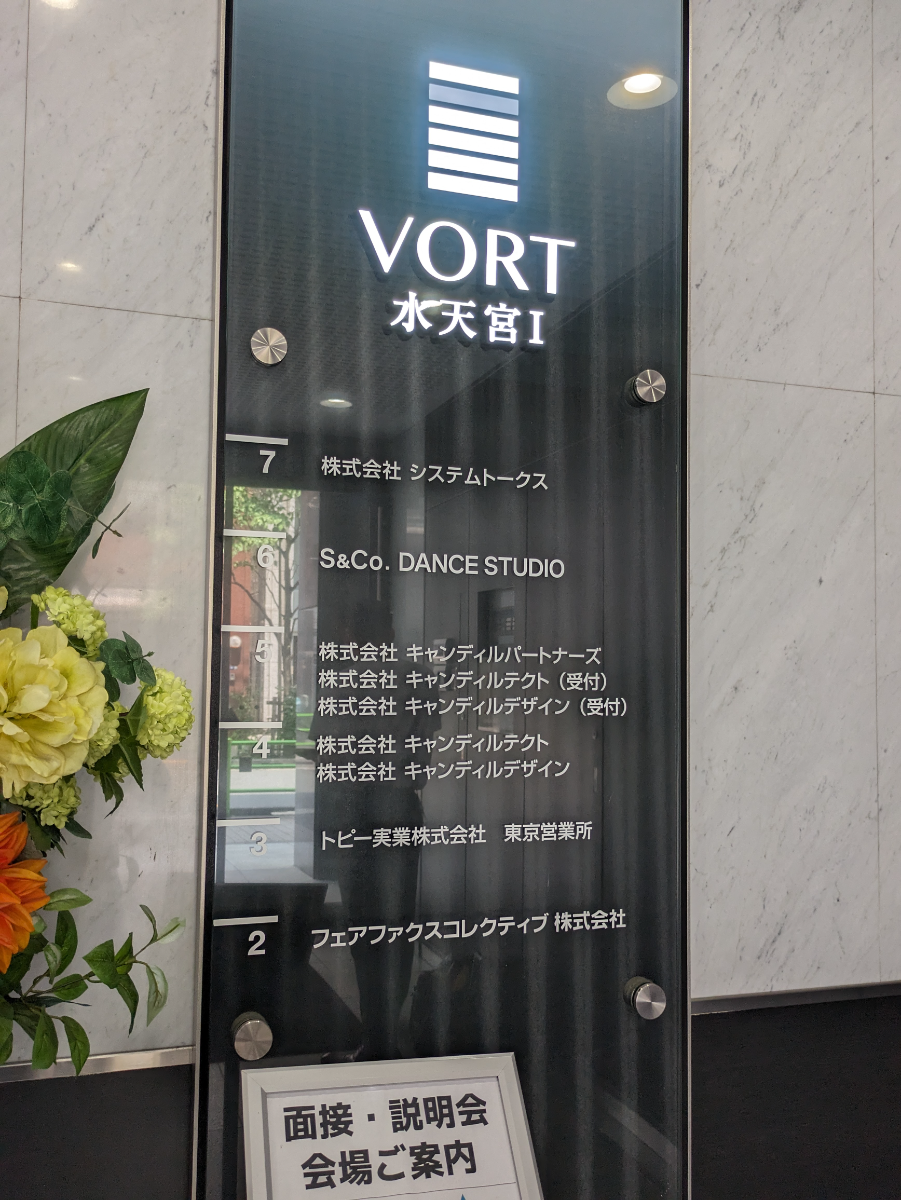 VORT
水天宮I
7 株式会社 システムトークス
6 S&Co. DANCE STUDIO
5 株式会社 キャンディルパートナーズ
株式会社 キャンディルテクト（受付）
株式会社 キャンディルデザイン（受付）
4 株式会社 キャンディルテクト
株式会社 キャンディルデザイン
3 トピー実業株式会社 東京営業所
2 フェアファクスコレクティブ 株式会社
面接・説明会
会場ご案内